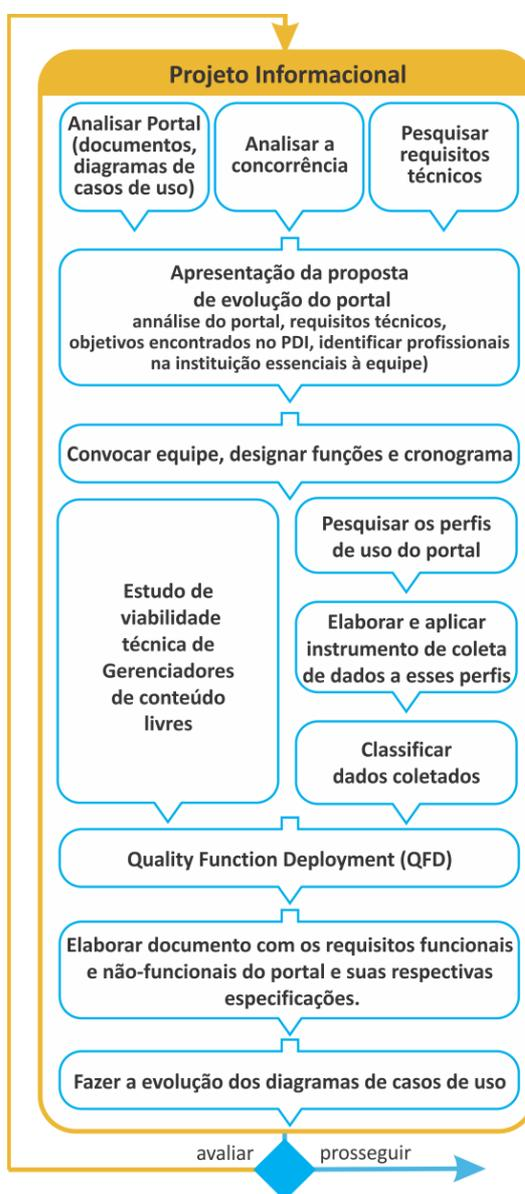 Projeto Informacional
Analisar Portal
(documentos,
diagramas de
casos de uso)
Analisar a
concorrência
Pesquisar
requisitos
técnicos
Apresentação da proposta
de evolução do portal
annálise do portal, requisitos técnicos,
objetivos encontrados no PDI, identificar profissionais
na instituição essenciais à equipe)
Convocar equipe, designar funções e cronograma
Estudo de
viabilidade
técnica de
Gerenciadores
de conteúdo
livres
Pesquisar os perfis
de uso do portal
Elaborar e aplicar
instrumento de coleta
de dados a esses perfis
Classificar
dados coletados
Quality Function Deployment (QFD)
Elaborar documento com os requisitos funcionais
e não-funcionais do portal e suas respectivas
especificações.
Fazer a evolução dos diagramas de casos de uso
avaliar
prosseguir